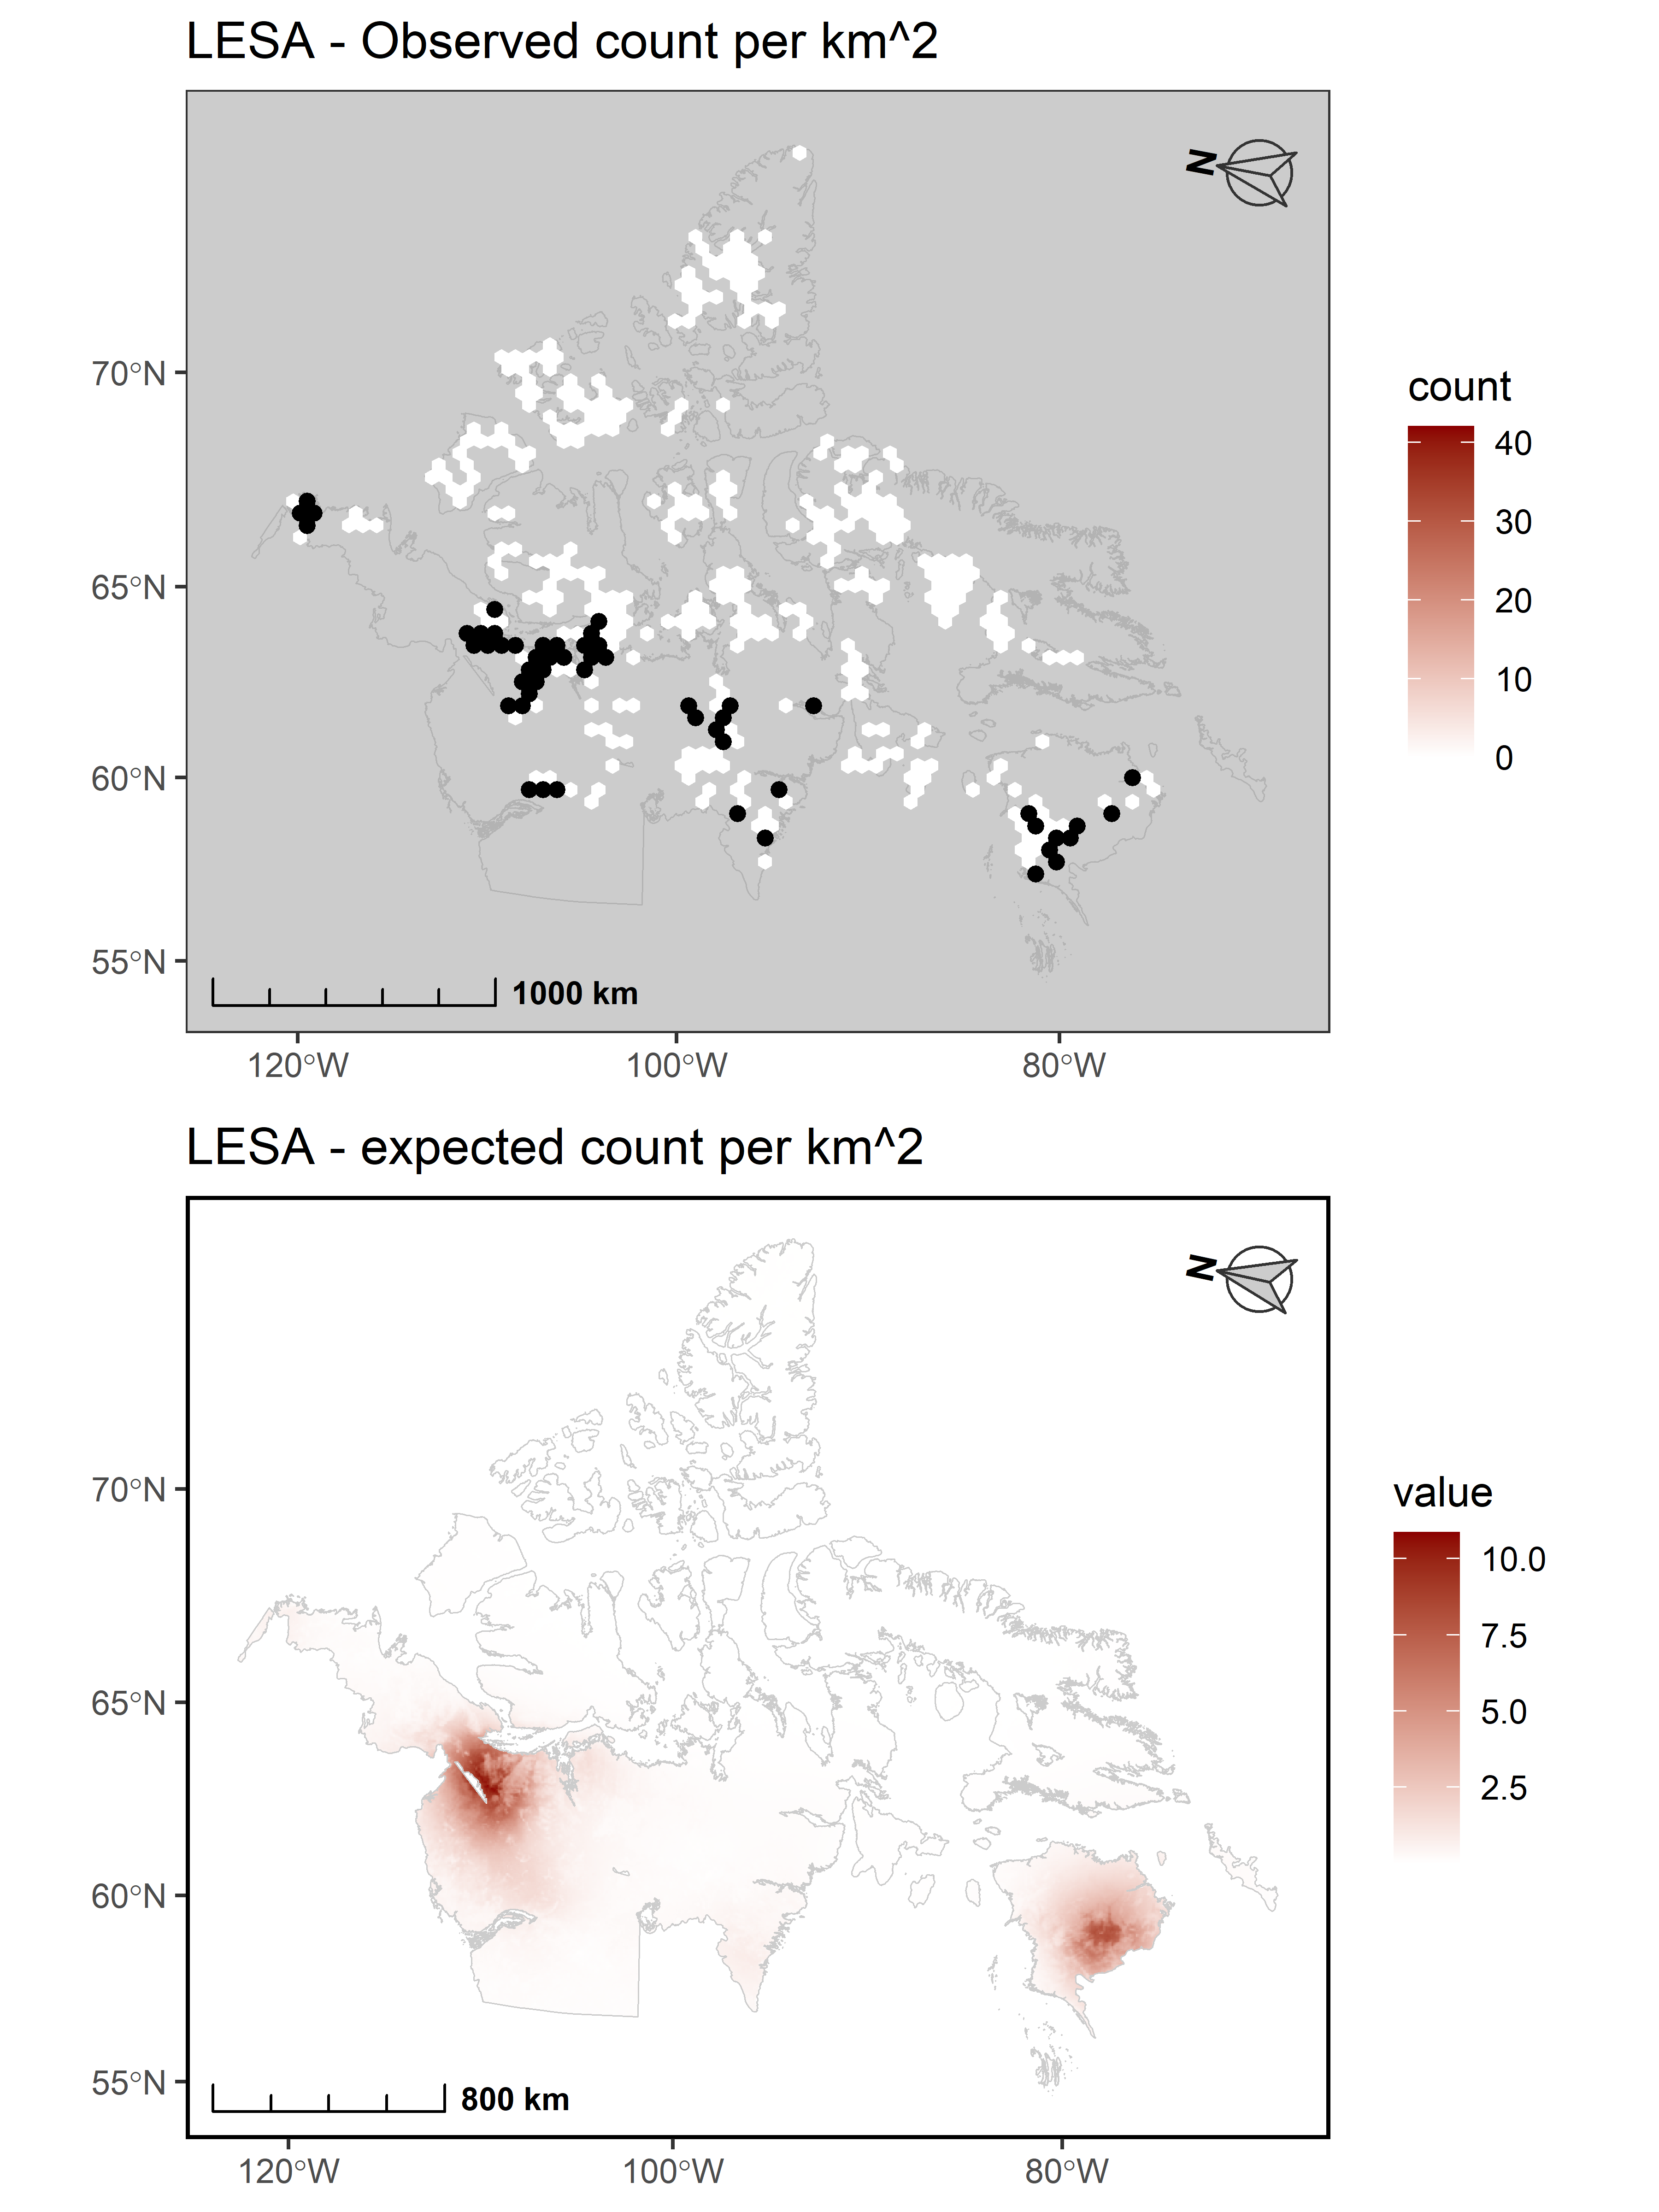 LESA - Observed count per km^2
N
70°N
65°N
60°N
55°N
1000 km
120°W
100°W
80°W
count
40
30
20
10
0
LESA - expected count per km^2
N
70°N
65°N
60°N
55°N
800 km
120°W
100°W
80°W
value
10.0
7.5
5.0
2.5